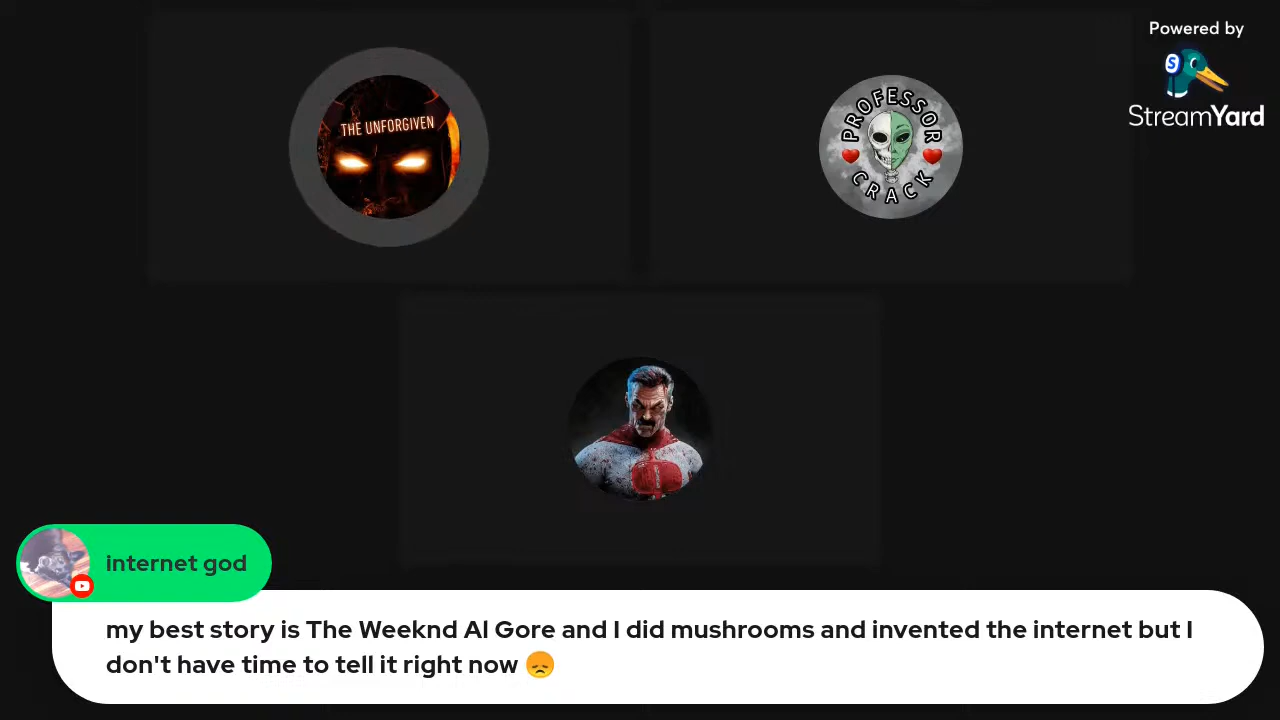 Powered by
StreamYard
THE UNFORGIVEN
PROFESSOR
CRACK
internet god
my best story is The Weeknd Al Gore and I did mushrooms and invented the internet but I
don't have time to tell it right now 😞